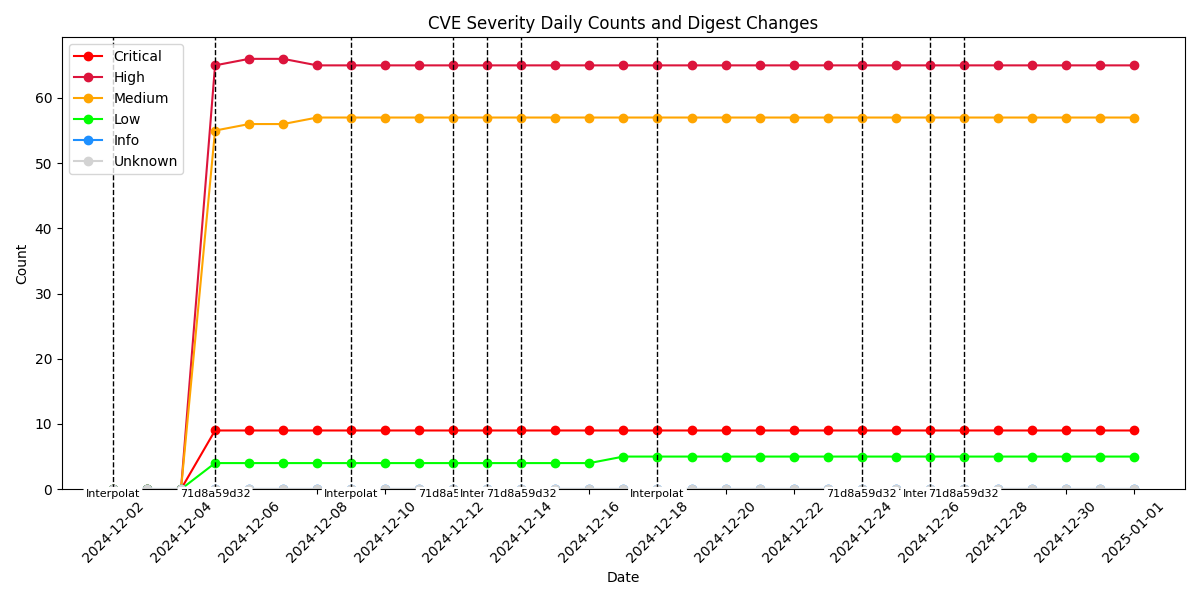 CVE Severity Daily Counts and Digest Changes
Critical
High
Medium
Low
Info
Unknown
Count
60
50
40
30
20
10
0
Interpolat
71d8a59d32
Interpolat
71d8a5
Inter
71d8a59d32
Interpolat
71d8a59d32
Inter
71d8a59d32
2024-12-02
2024-12-04
2024-12-06
2024-12-08
2024-12-10
2024-12-12
2024-12-14
2024-12-16
2024-12-18
2024-12-20
2024-12-22
2024-12-24
2024-12-26
2024-12-28
2024-12-30
2025-01-01
Date